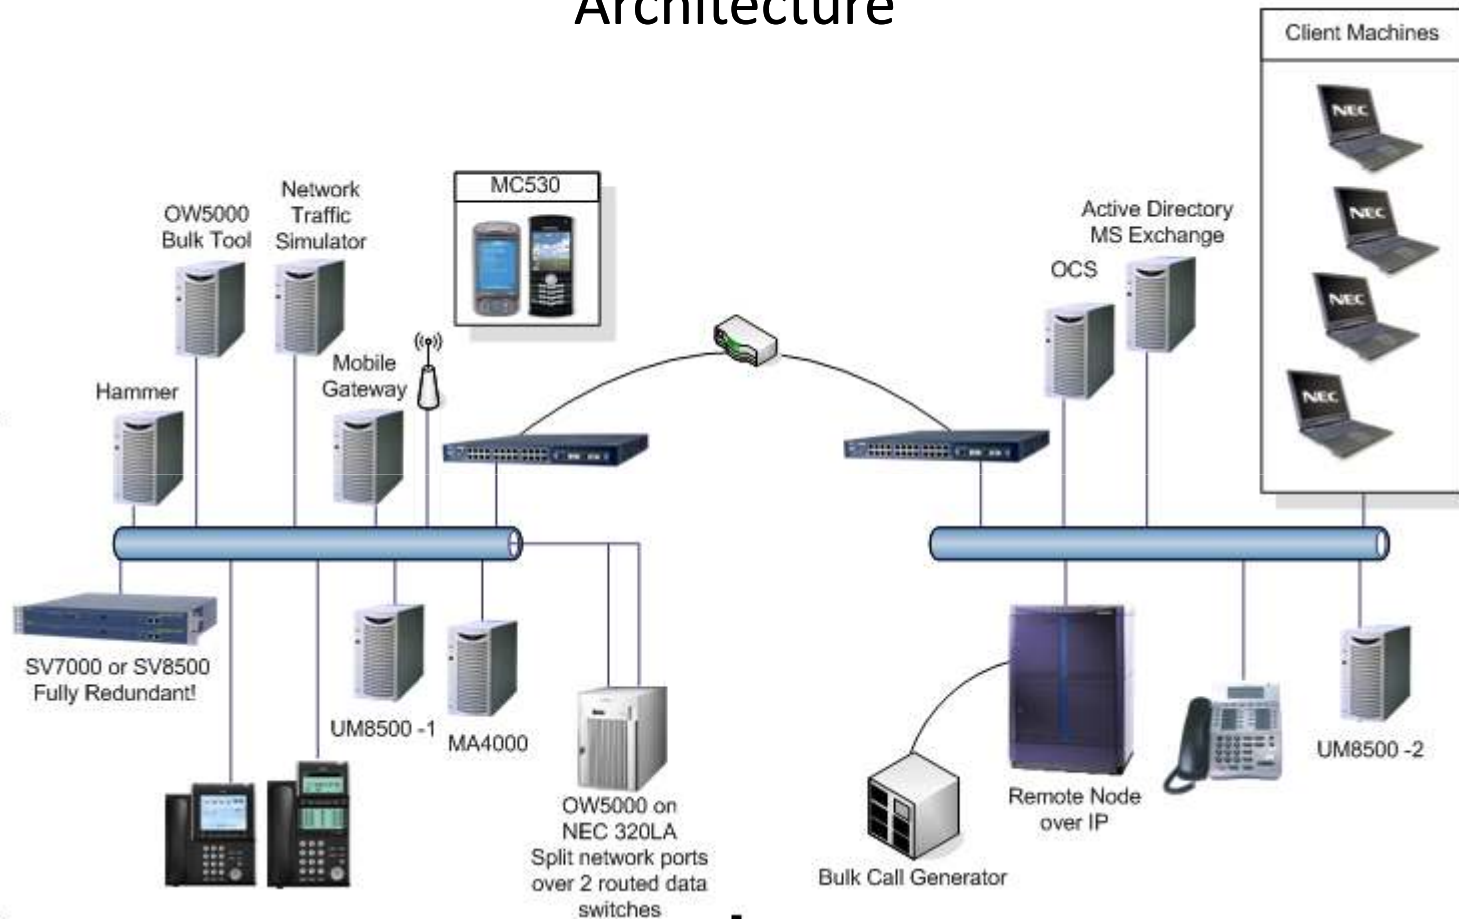 Architecture
Client Machines
NEC
NEC
NEC
NEC
Network
Traffic
Simulator
OW5000
Bulk Tool
MC530
Active Directory
MS Exchange
OCS
Mobile
Gateway
Hammer
SV7000 or SV8500
Fully Redundant!
UM8500 -1
MA4000
OW5000 on
NEC 320LA
Split network ports
over 2 routed data
switches
Remote Node
over IP
Bulk Call Generator
UM8500 -2